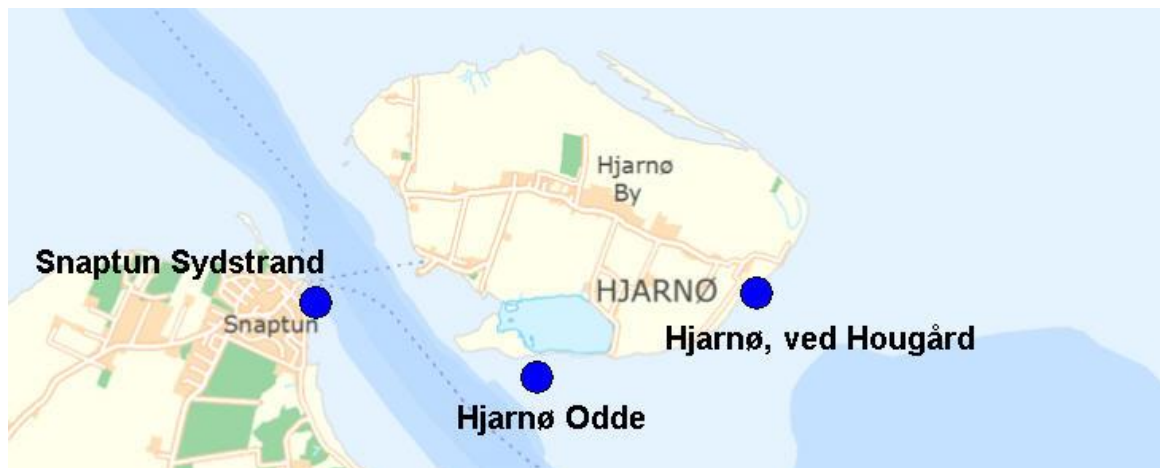 Hjarnø
By
Snaptun Sydstrand
HJARNØ
Snaptun
Hjarnø, ved Hougård
Hjarnø Odde